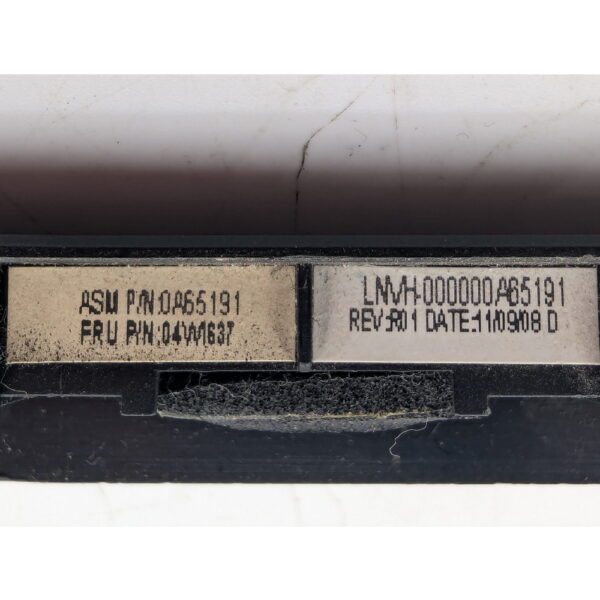 ASM P/N:0A65191
FRU P/N:04W1637
LNVH-000000A65191
REV:R01 DATE:11/09/08 D